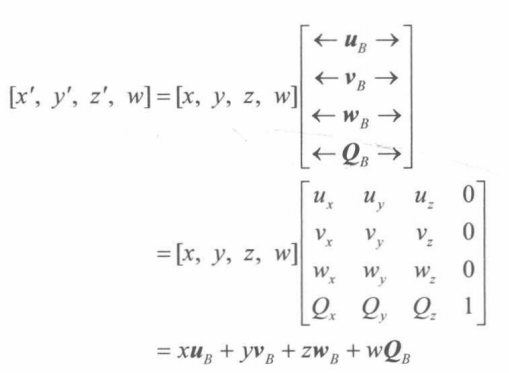 [x′, y′, z′, w] = [x, y, z, w] [← u_B →
← v_B →
← w_B →
← Q_B →]
= [x, y, z, w] [u_x u_y u_z 0
v_x v_y v_z 0
w_x w_y w_z 0
Q_x Q_y Q_z 1]
= xu_B + yv_B + zw_B + wQ_B